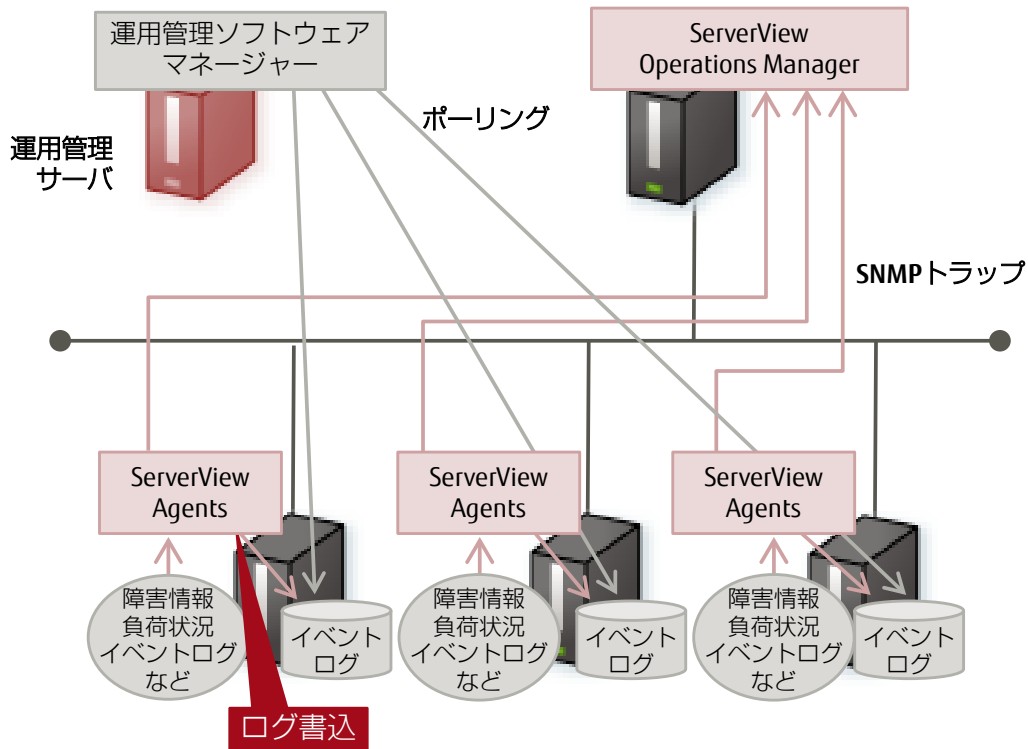 運用管理ソフトウェア
マネージャー
ServerView
Operations Manager
ポーリング
運用管理
サーバ
SNMPトラップ
ServerView
Agents
ServerView
Agents
ServerView
Agents
障害情報
負荷状況
イベントログ
など
イベント
ログ
障害情報
負荷状況
イベントログ
など
イベント
ログ
障害情報
負荷状況
イベントログ
など
イベント
ログ
ログ書込